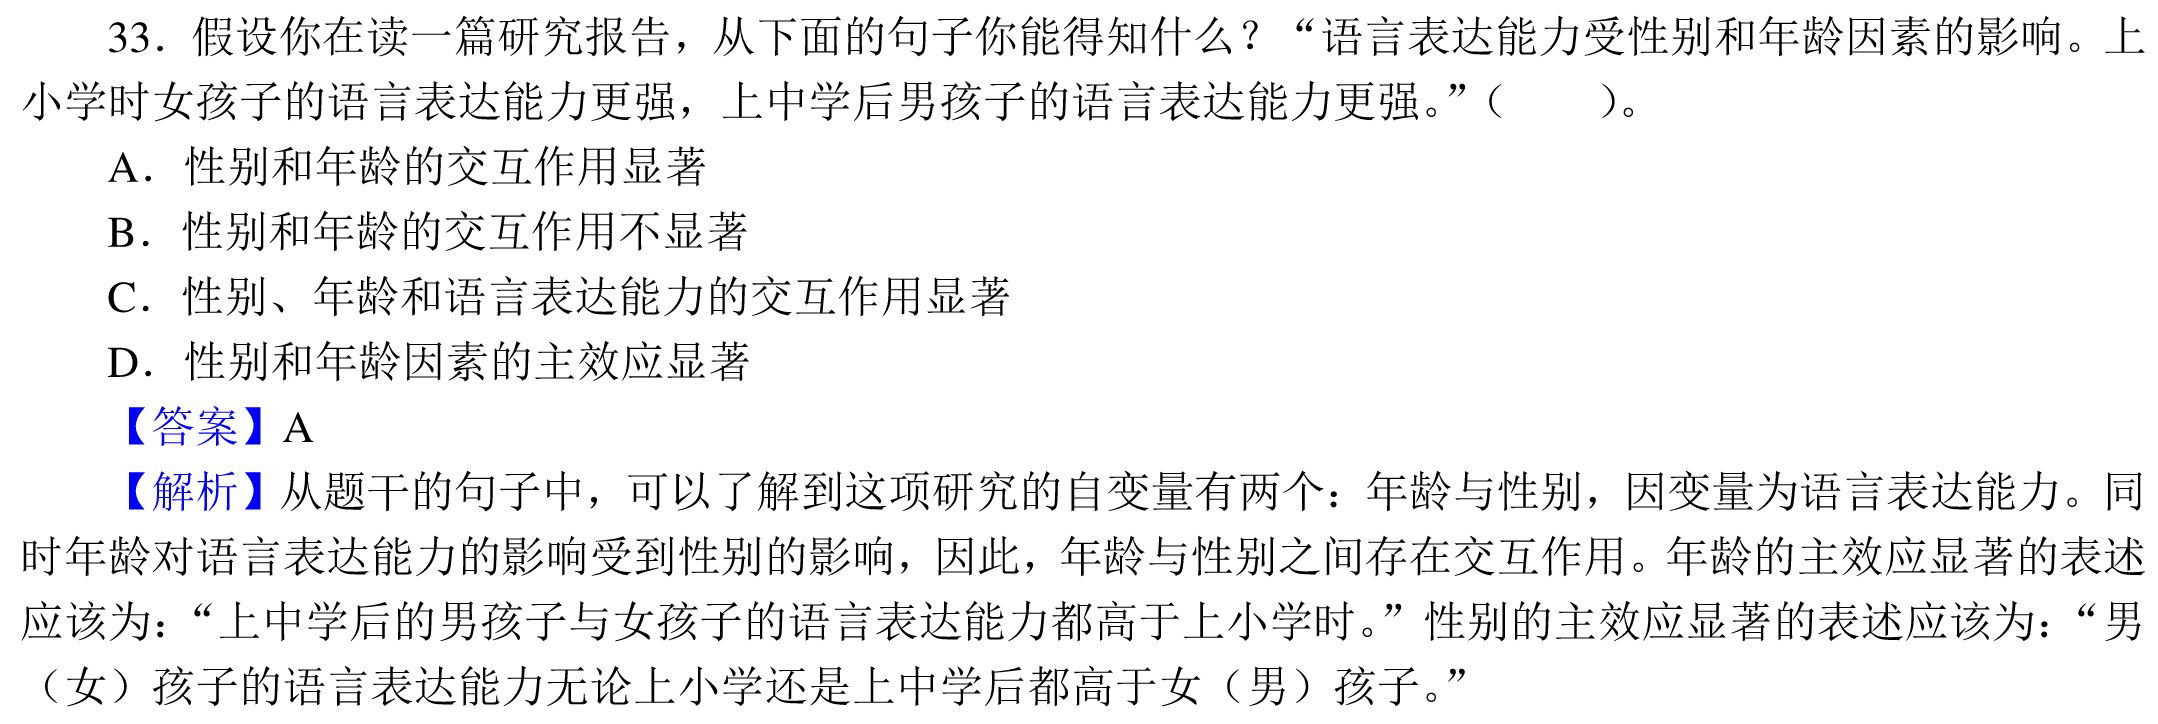 33．假设你在读一篇研究报告，从下面的句子你能得知什么？“语言表达能力受性别和年龄因素的影响。上
小学时女孩子的语言表达能力更强，上中学后男孩子的语言表达能力更强。”（　　）。
A．性别和年龄的交互作用显著
B．性别和年龄的交互作用不显著
C．性别、年龄和语言表达能力的交互作用显著
D．性别和年龄因素的主效应显著
【答案】A
【解析】从题干的句子中，可以了解到这项研究的自变量有两个：年龄与性别，因变量为语言表达能力。同
时年龄对语言表达能力的影响受到性别的影响，因此，年龄与性别之间存在交互作用。年龄的主效应显著的表述
应该为：“上中学后的男孩子与女孩子的语言表达能力都高于上小学时。”性别的主效应显著的表述应该为：“男
（女）孩子的语言表达能力无论上小学还是上中学后都高于女（男）孩子。”